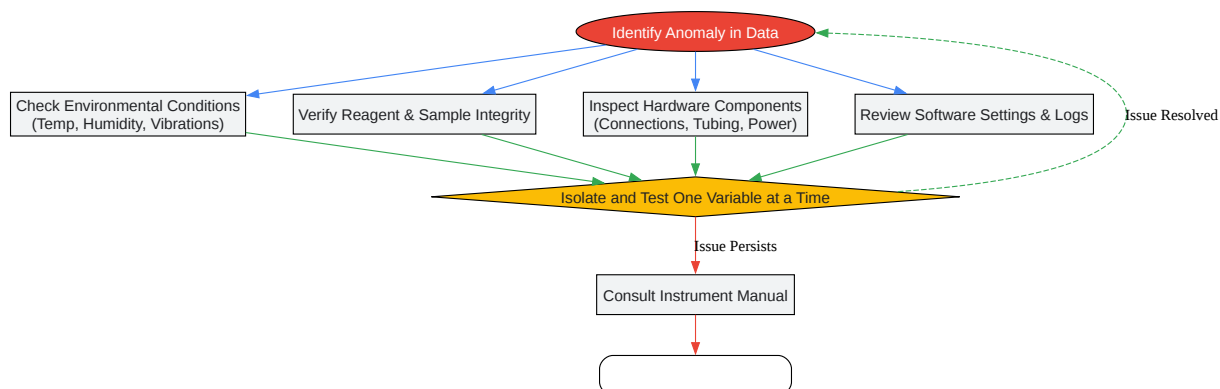 Identify Anomaly in Data
Check Environmental Conditions
(Temp, Humidity, Vibrations)
Verify Reagent & Sample Integrity
Inspect Hardware Components
(Connections, Tubing, Power)
Review Software Settings & Logs
Issue Resolved
Isolate and Test One Variable at a Time
Issue Persists
Consult Instrument Manual